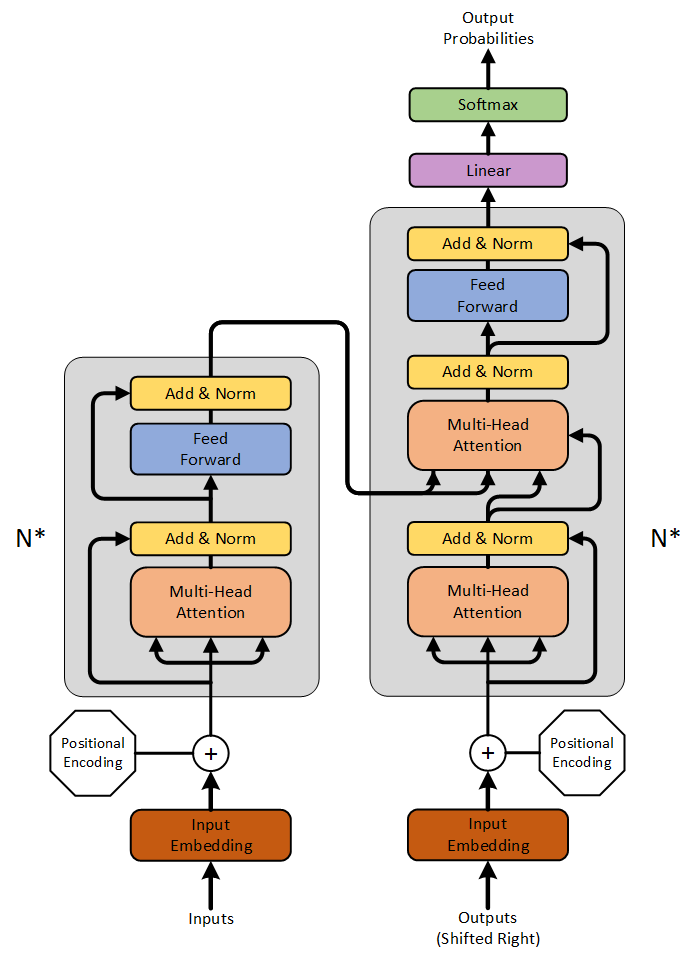 Output
Probabilities
Softmax
Linear
Add & Norm
Feed
Forward
Add & Norm
Multi-Head
Attention
Add & Norm
Multi-Head
Attention
N*
Positional
Encoding
+
Input
Embedding
Outputs
(Shifted Right)
Add & Norm
Feed
Forward
Add & Norm
Multi-Head
Attention
N*
Positional
Encoding
+
Input
Embedding
Inputs